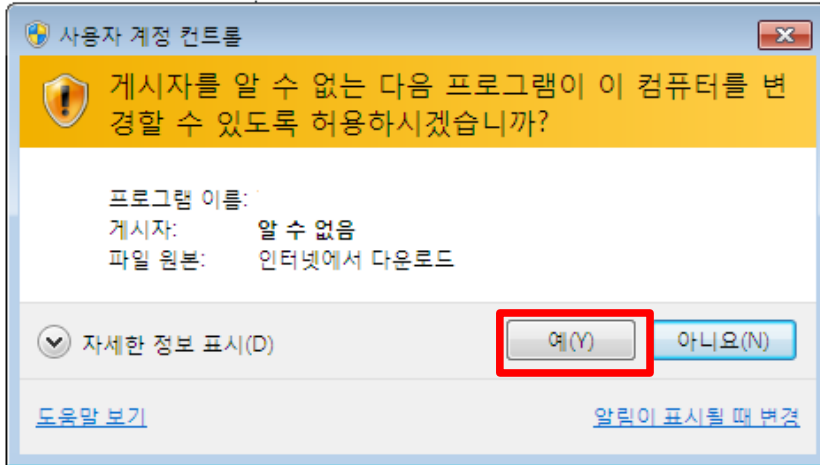 사용자 계정 컨트롤
게시자를 알 수 없는 다음 프로그램이 이 컴퓨터를 변
경할 수 있도록 허용하시겠습니까?
프로그램 이름:
게시자: 알 수 없음
파일 원본: 인터넷에서 다운로드
자세한 정보 표시(D)
예(Y)
아니요(N)
도움말 보기
알림이 표시될 때 변경